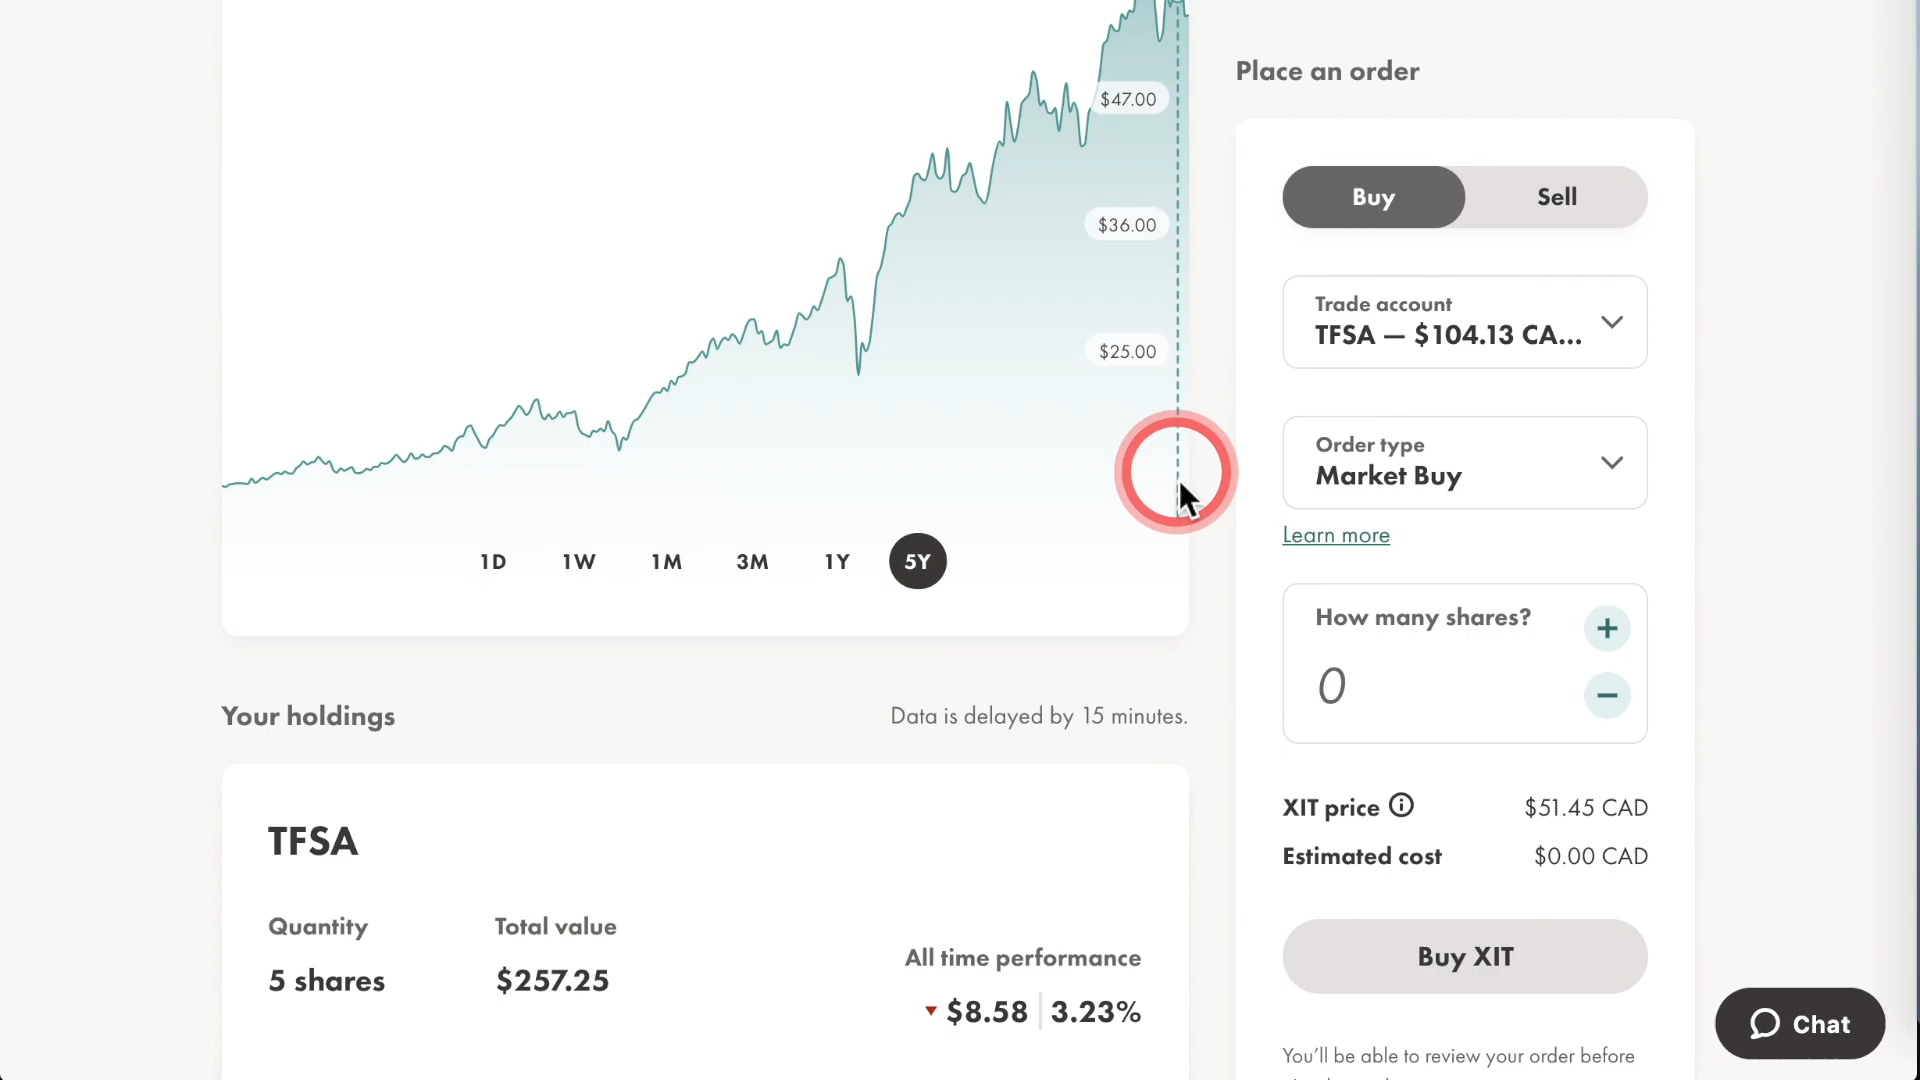 $47.00
$36.00
$25.00
1D 1W 1M 3M 1Y 5Y
Your holdings
Data is delayed by 15 minutes.
TFSA
Quantity
5 shares
Total value
$257.25
All time performance
$8.58 3.23%
Place an order
Buy Sell
Trade account
TFSA — $104.13 CA...
Order type
Market Buy
Learn more
How many shares?
0
XIT price $51.45 CAD
Estimated cost $0.00 CAD
Buy XIT
You'll be able to review your order before
Chat